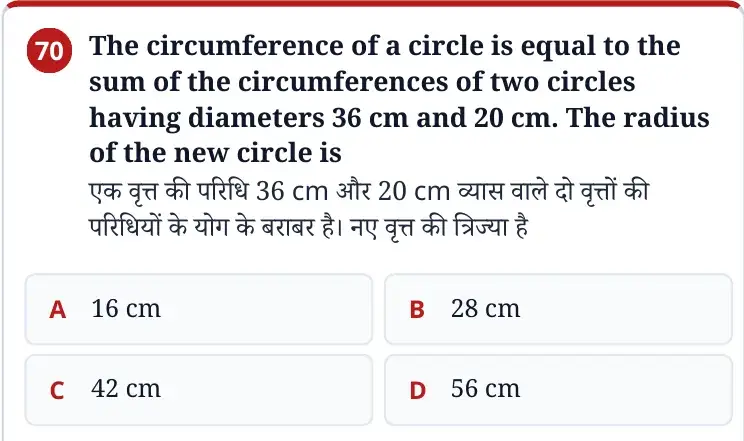 70 The circumference of a circle is equal to the
sum of the circumferences of two circles
having diameters 36 cm and 20 cm. The radius
of the new circle is
एक वृत्त की परिधि 36 cm और 20 cm व्यास वाले दो वृत्तों की
परिधियों के योग के बराबर है। नए वृत्त की त्रिज्या है
A 16 cm
B 28 cm
C 42 cm
D 56 cm